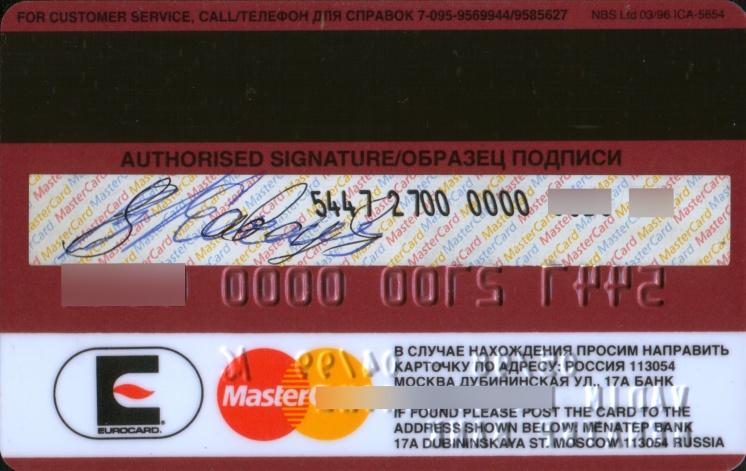 FOR CUSTOMER SERVICE, CALL/ТЕЛЕФОН ДЛЯ СПРАВОК 7-095-9569944/9585627
NBS Ltd 03/96 ICA-5654
AUTHORISED SIGNATURE/ОБРАЗЕЦ ПОДПИСИ
MasterCard
5447 2700 0000
EUROCARD®
Master
В СЛУЧАЕ НАХОЖДЕНИЯ ПРОСИМ НАПРАВИТЬ
КАРТОЧКУ ПО АДРЕСУ: РОССИЯ 113054
МОСКВА ДУБИНИНСКАЯ УЛ., 17А БАНК
IF FOUND PLEASE POST THE CARD TO THE
ADDRESS SHOWN BELOW: MENATEP BANK
17A DUBININSKAYA ST. MOSCOW 113054 RUSSIA